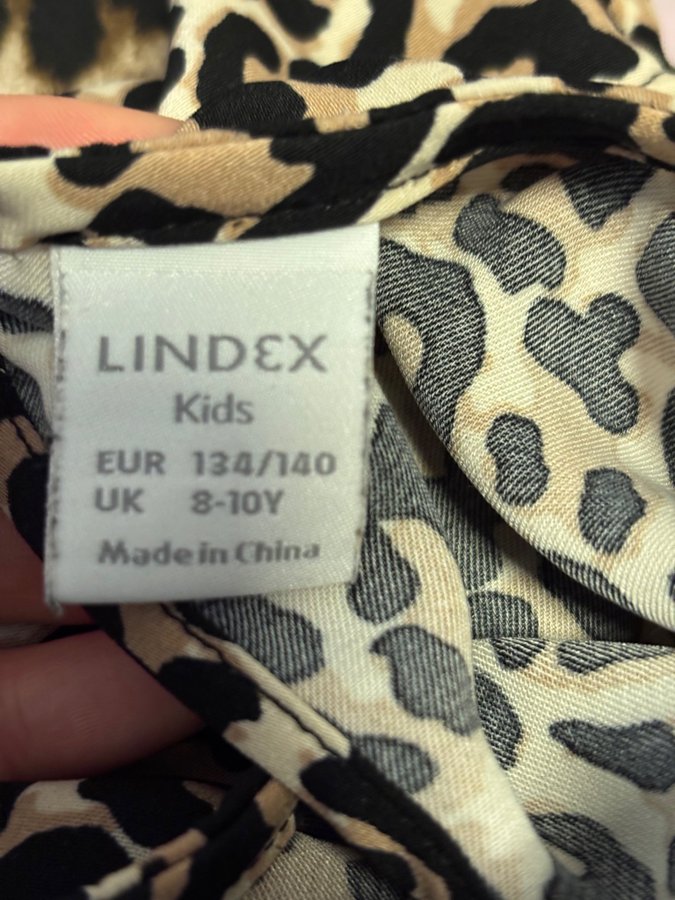 LINDEX
Kids
EUR 134/140
UK 8-10Y
Made in China